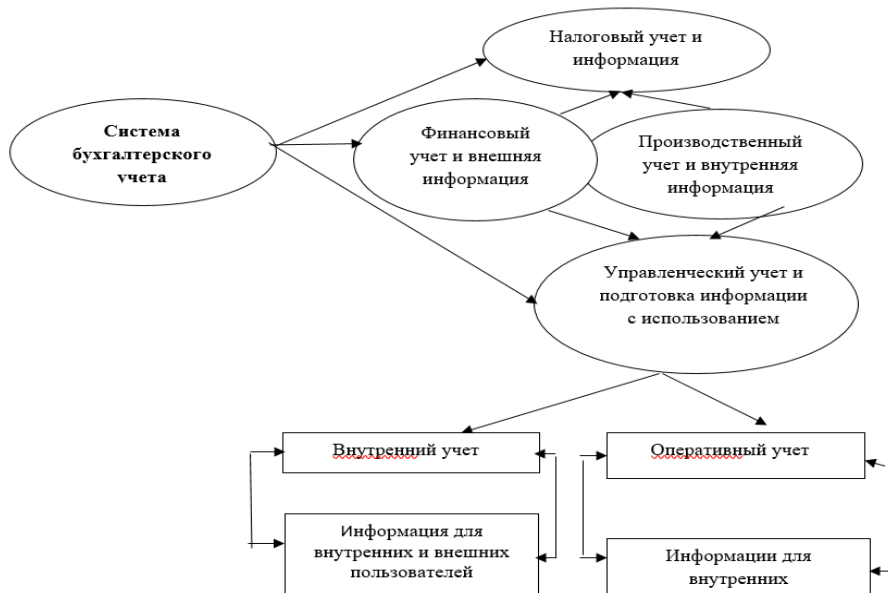 Налоговый учет и
информация
Система
бухгалтерского
учета
Финансовый
учет и внешняя
информация
Производственный
учет и внутренняя
информация
Управленческий учет и
подготовка информации
с использованием
Внутренний учет
Оперативный учет
Информация для
внутренних и внешних
пользователей
Информации для
внутренних